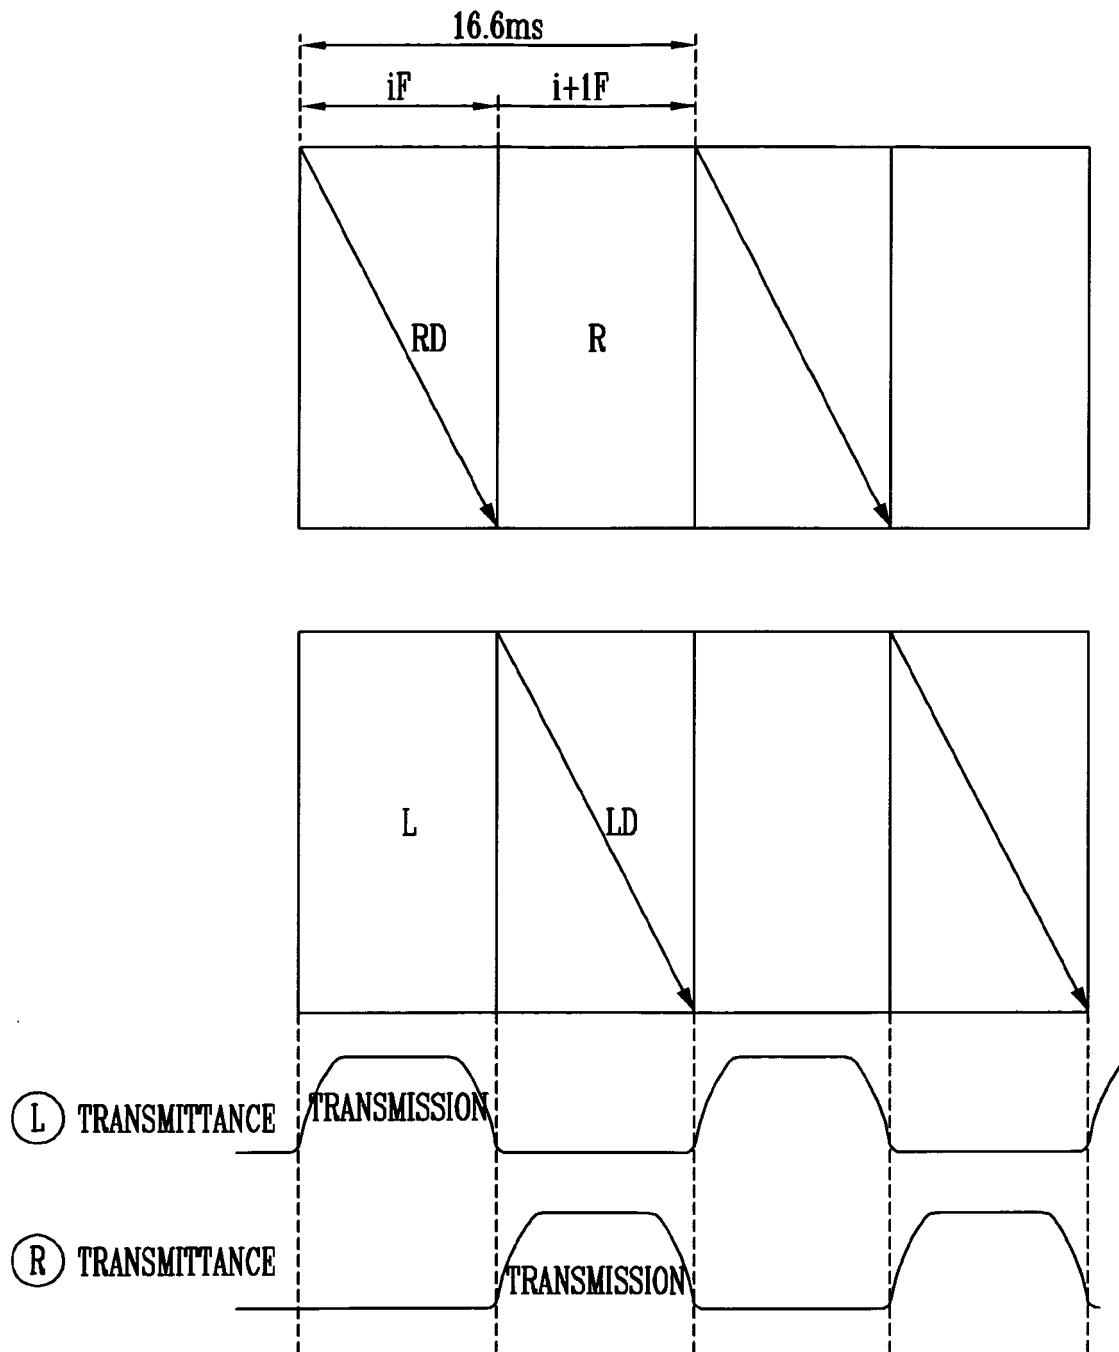 16.6ms
iF
i+1F
RD
R
L
LD
L TRANSMITTANCE
TRANSMISSION
R TRANSMITTANCE
TRANSMISSION